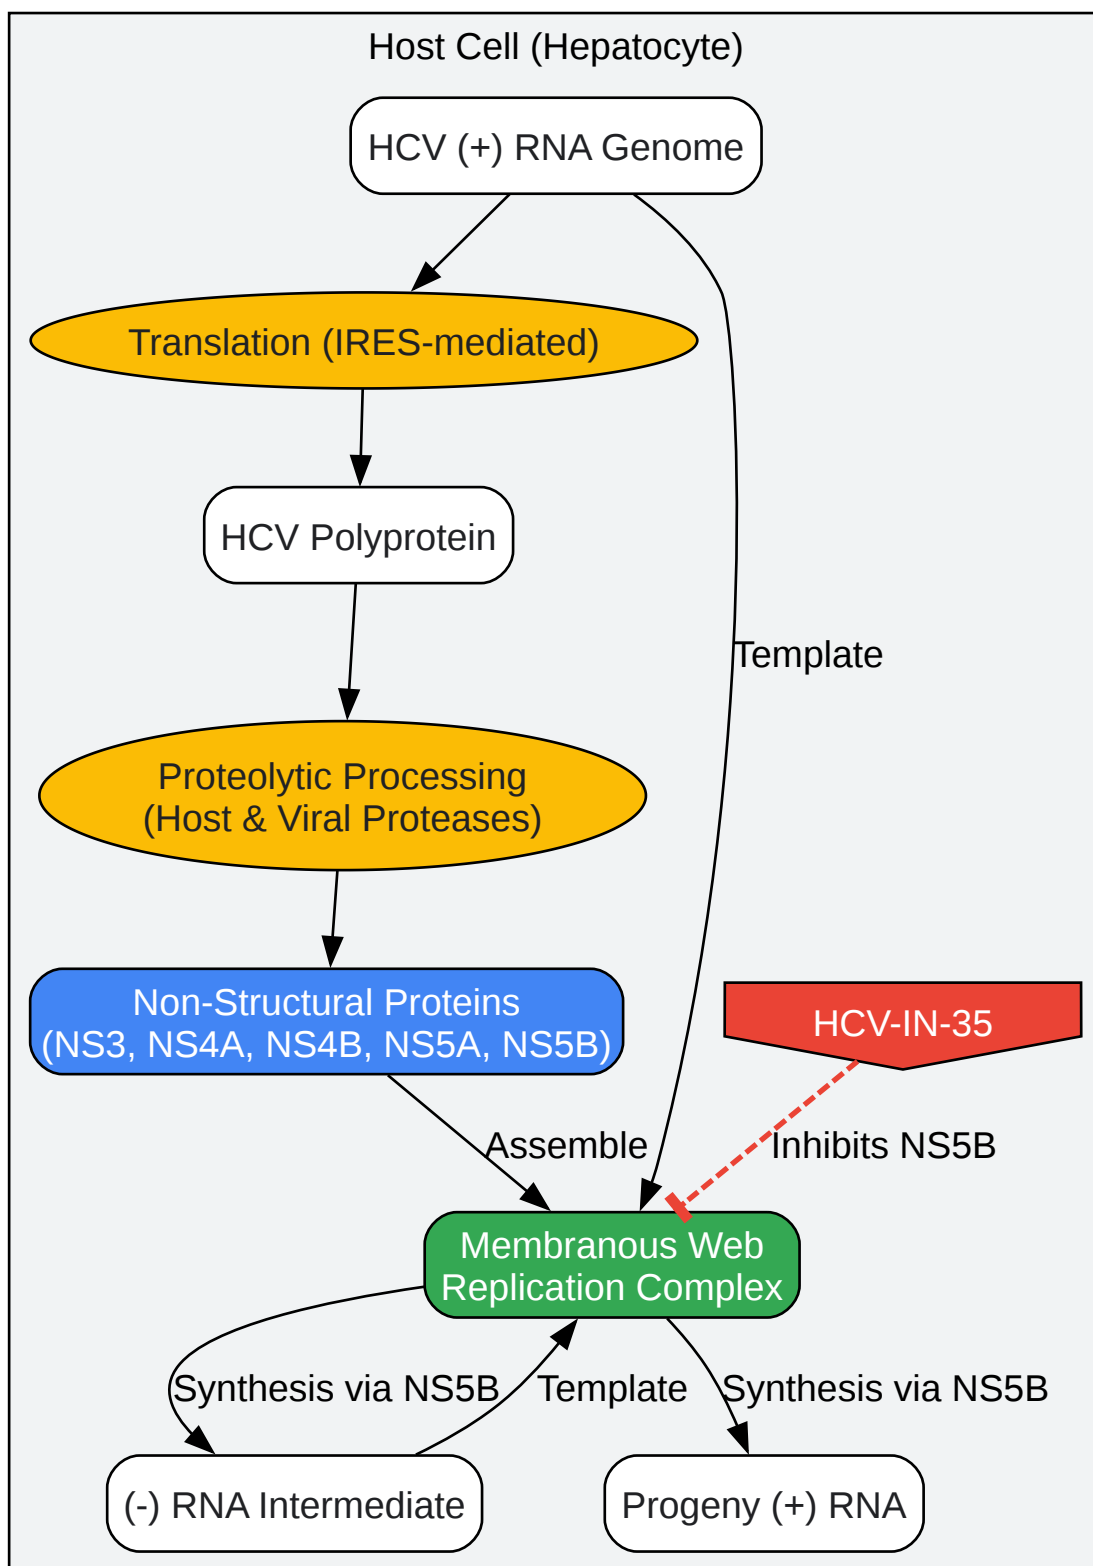 Host Cell (Hepatocyte)
HCV (+) RNA Genome
Translation (IRES-mediated)
HCV Polyprotein
Template
Proteolytic Processing
(Host & Viral Proteases)
Non-Structural Proteins
(NS3, NS4A, NS4B, NS5A, NS5B)
HCV-IN-35
Assemble
Inhibits NS5B
Membranous Web
Replication Complex
Synthesis via NS5B
Template
Synthesis via NS5B
(-) RNA Intermediate
Progeny (+) RNA